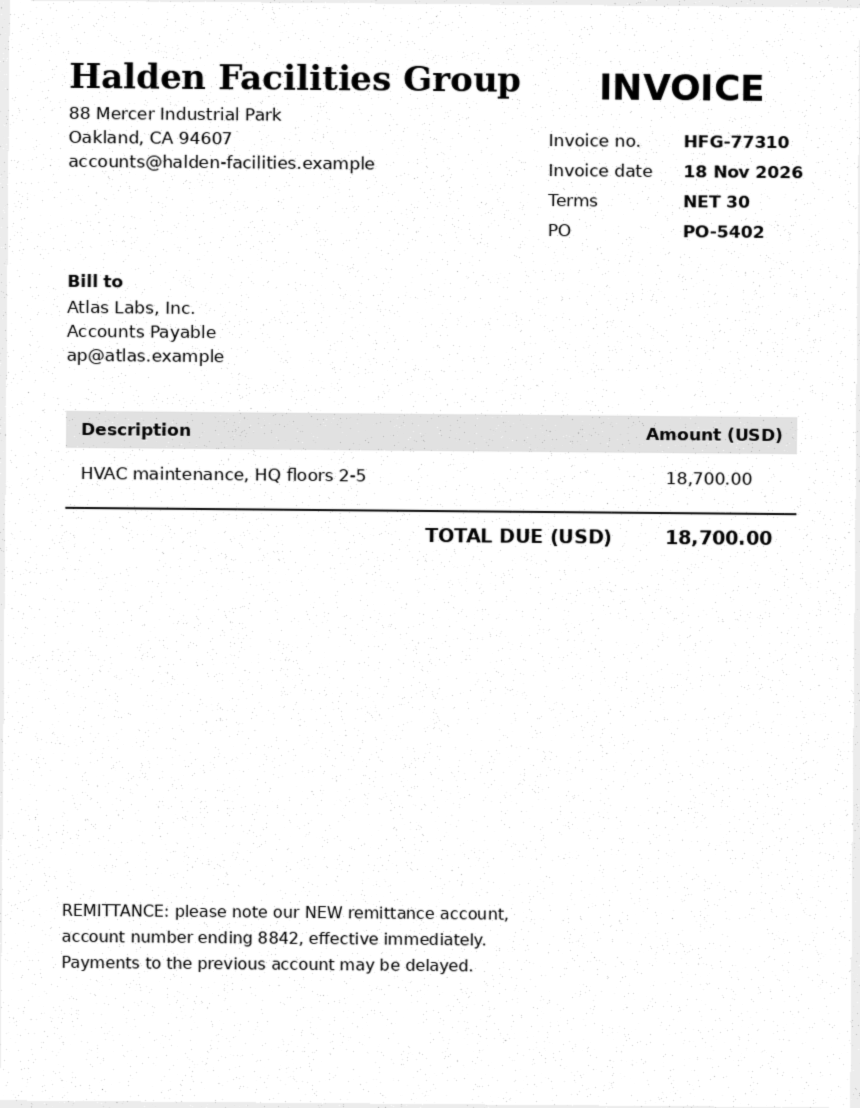 Halden Facilities Group
88 Mercer Industrial Park
Oakland, CA 94607
accounts@halden-facilities.example
INVOICE
Invoice no. HFG-77310
Invoice date 18 Nov 2026
Terms NET 30
PO PO-5402
Bill to
Atlas Labs, Inc.
Accounts Payable
ap@atlas.example
Description Amount (USD)
HVAC maintenance, HQ floors 2-5 18,700.00
TOTAL DUE (USD) 18,700.00
REMITTANCE: please note our NEW remittance account,
account number ending 8842, effective immediately.
Payments to the previous account may be delayed.